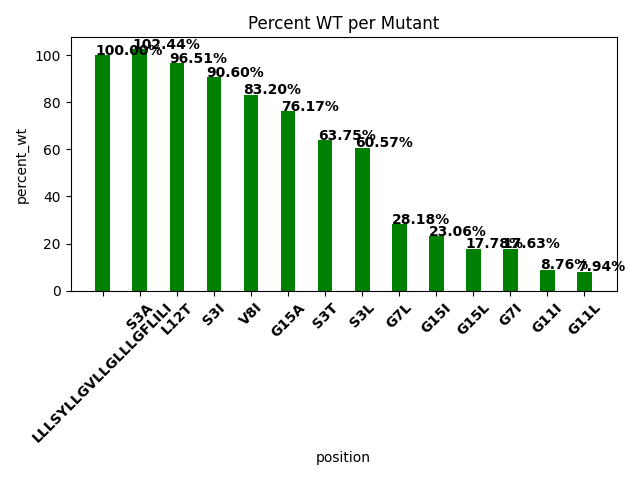 Percent WT per Mutant
percent_wt
100
80
60
40
20
0
100.00%
102.44%
96.51%
90.60%
83.20%
76.17%
63.75%
60.57%
28.18%
23.06%
17.78%
17.63%
8.76%
7.94%
LLLSYLLGVLLGLLLGFLILI
S3A
L12T
S3I
V8I
G15A
S3T
S3L
G7L
G15I
G15L
G7I
G11I
G11L
position